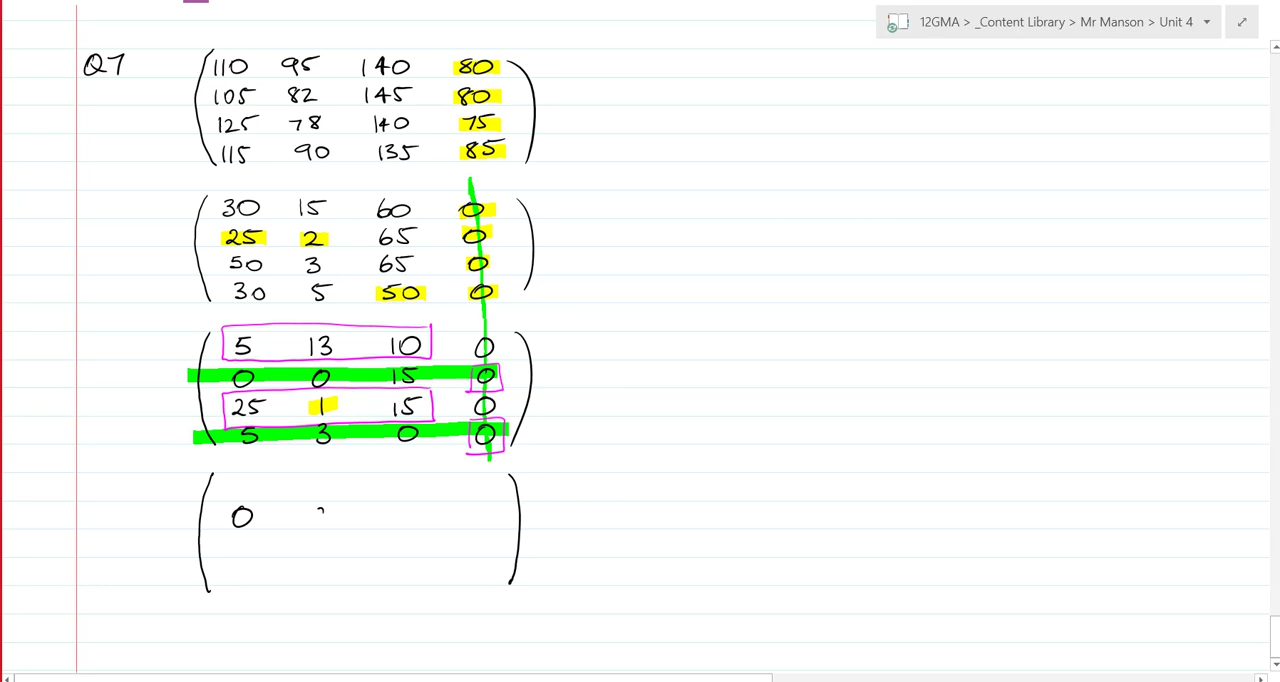 12GMA > _Content Library > Mr Manson > Unit 4
Q7
110 95 140 80
105 82 145 80
125 78 140 75
115 90 135 85
30 15 60 0
25 2 65 0
50 3 65 0
30 5 50 0
5 13 10 0
0 0 15 0
25 1 15 0
5 3 0 0
0